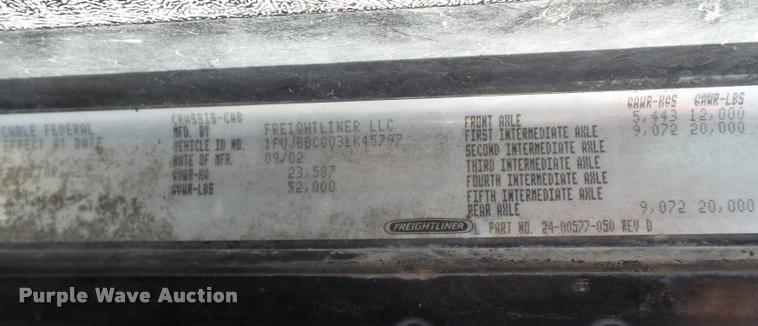 CABLE FEDERAL
EFFECT AT DATE
CHASSIS-CAB
MFD. BY FREIGHTLINER LLC
VEHICLE ID NO. 1FUJBBCG03LK45797
DATE OF MFR. 09/02
GVWR-KG 23,587
GVWR-LBS 52,000
GAWR-KGS GAWR-LBS
FRONT AXLE 5,443 12,000
FIRST INTERMEDIATE AXLE 9,072 20,000
SECOND INTERMEDIATE AXLE
THIRD INTERMEDIATE AXLE
FOURTH INTERMEDIATE AXLE
FIFTH INTERMEDIATE AXLE
REAR AXLE 9,072 20,000
FREIGHTLINER
PART NO. 24-00577-050 REV D
Purple Wave Auction